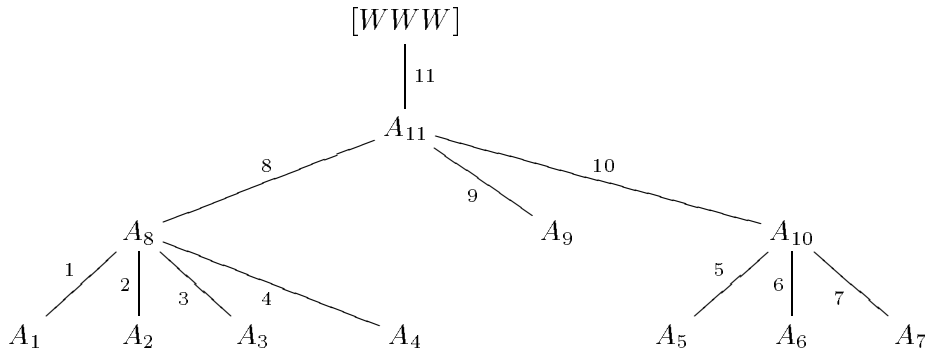 [WWW]
11
A₁₁
8 9 10
A₈ A₉ A₁₀
1 2 3 4 5 6 7
A₁ A₂ A₃ A₄ A₅ A₆ A₇